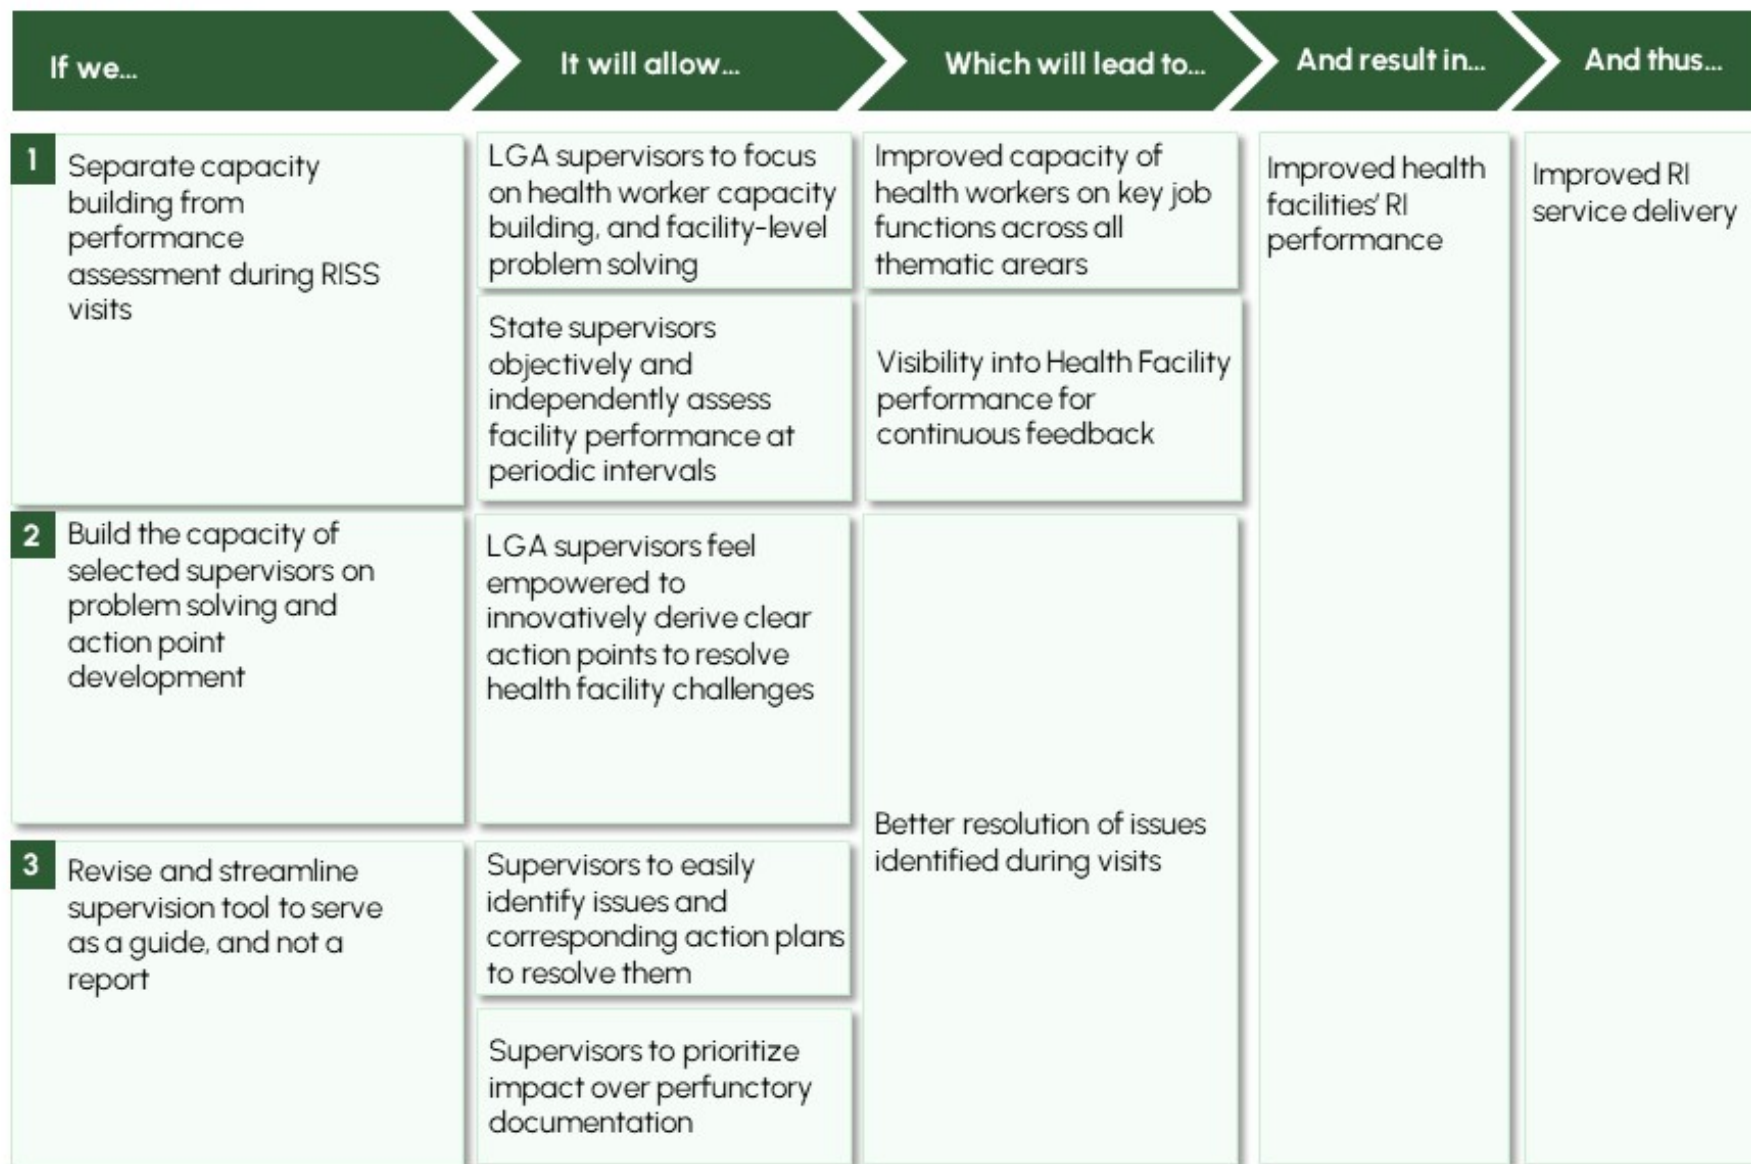 If we...
It will allow...
Which will lead to...
And result in...
And thus...
1
Separate capacity
building from
performance
assessment during RISS
visits
LGA supervisors to focus
on health worker capacity
building, and facility-level
problem solving
Improved capacity of
health workers on key job
functions across all
thematic arears
Improved health
facilities' RI
performance
Improved RI
service delivery
State supervisors
objectively and
independently assess
facility performance at
periodic intervals
Visibility into Health Facility
performance for
continuous feedback
2
Build the capacity of
selected supervisors on
problem solving and
action point
development
LGA supervisors feel
empowered to
innovatively derive clear
action points to resolve
health facility challenges
Better resolution of issues
identified during visits
3
Revise and streamline
supervision tool to serve
as a guide, and not a
report
Supervisors to easily
identify issues and
corresponding action plans
to resolve them
Supervisors to prioritize
impact over perfunctory
documentation